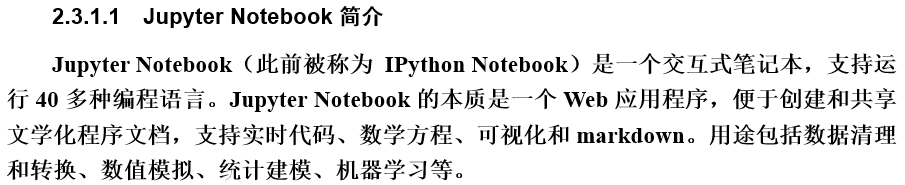 2.3.1.1 Jupyter Notebook 简介
Jupyter Notebook（此前被称为 IPython Notebook）是一个交互式笔记本，支持运
行 40 多种编程语言。Jupyter Notebook 的本质是一个 Web 应用程序，便于创建和共享
文学化程序文档，支持实时代码、数学方程、可视化和 markdown。用途包括数据清理
和转换、数值模拟、统计建模、机器学习等。